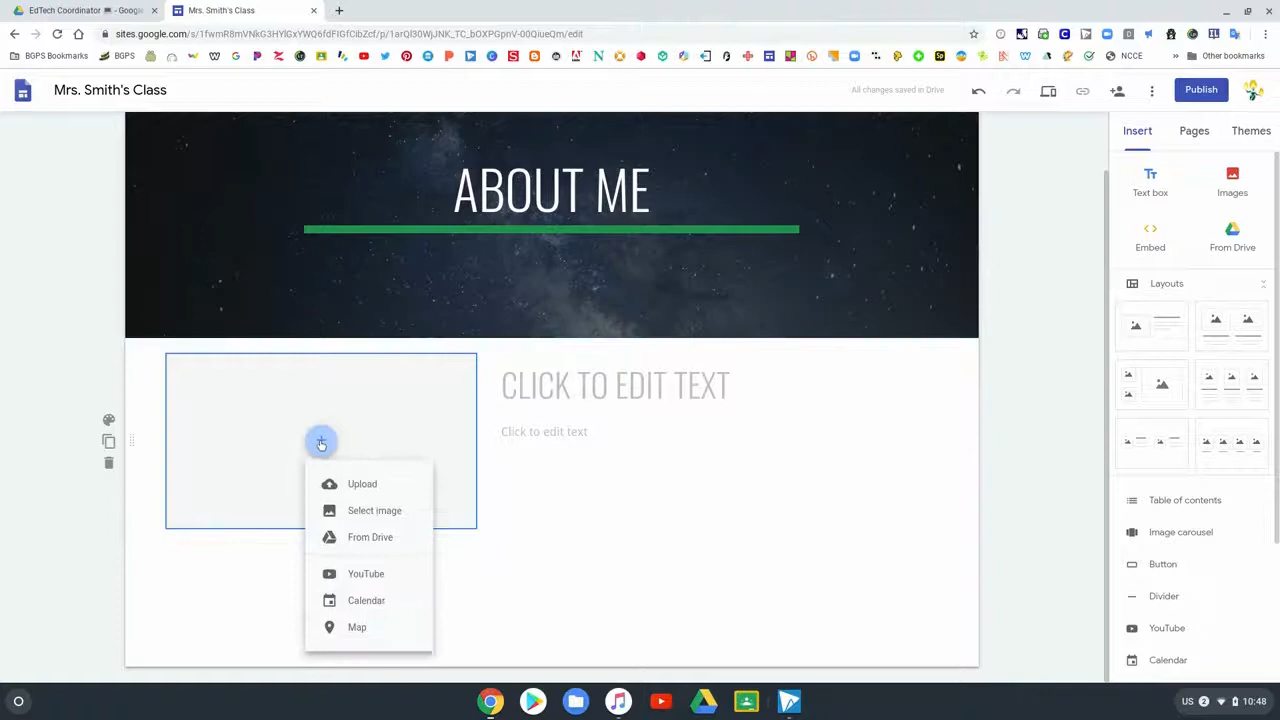 EdTech Coordinator 💻 - Google
Mrs. Smith's Class
sites.google.com/s/1fwmR8mVNkG3HYlGxYWQ6fdFIGfCibZcf/p/1arQl30WjJNK_TC_bOXPGpnV-00QiueQm/edit
BGPS Bookmarks
BGPS
NCCE
Other bookmarks
Mrs. Smith's Class
All changes saved in Drive
Publish
Insert
Pages
Themes
Text box
Images
Embed
From Drive
Layouts
ABOUT ME
CLICK TO EDIT TEXT
Click to edit text
Upload
Select image
From Drive
YouTube
Calendar
Map
Table of contents
Image carousel
Button
Divider
YouTube
Calendar
US 2 10:48